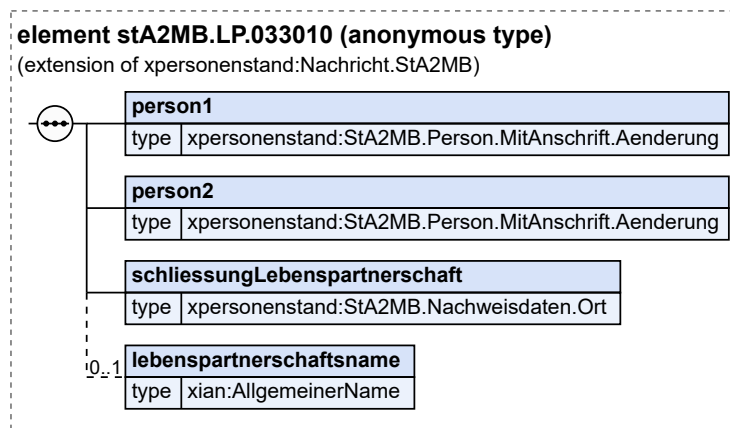 element stA2MB.LP.033010 (anonymous type)
(extension of xpersonenstand:Nachricht.StA2MB)
person1
type xpersonenstand:StA2MB.Person.MitAnschrift.Aenderung
person2
type xpersonenstand:StA2MB.Person.MitAnschrift.Aenderung
schliessungLebenspartnerschaft
type xpersonenstand:StA2MB.Nachweisdaten.Ort
0..1
lebenspartnerschaftsname
type xian:AllgemeinerName